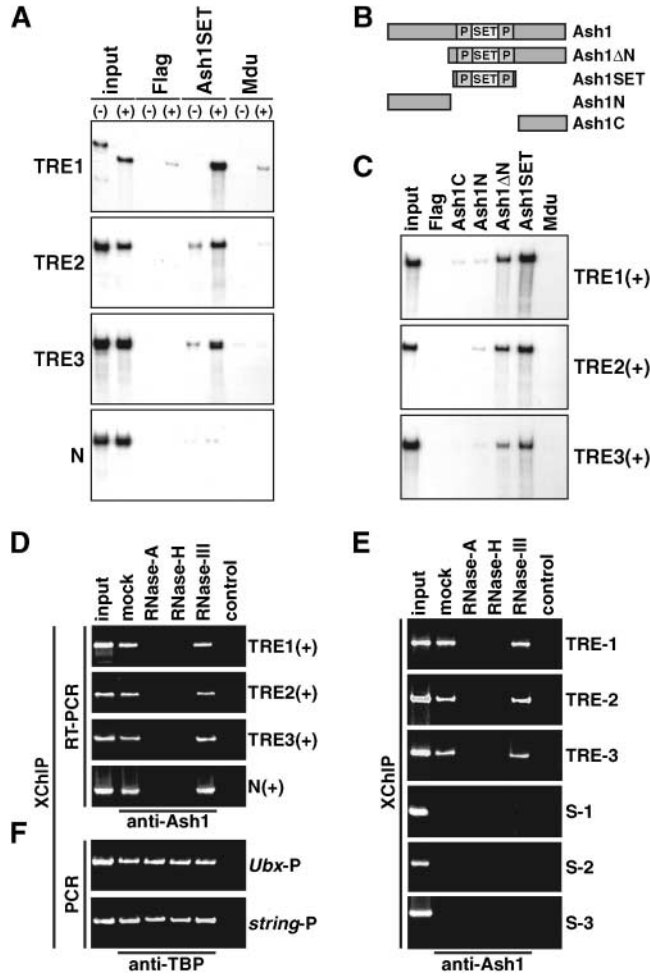 A
input
Flag
Ash1SET
Mdu
(-) (+) (-) (+) (-) (+) (-) (+)
TRE1
TRE2
TRE3
N
B
P SET P
Ash1
P SET P
Ash1ΔN
P SET P
Ash1SET
Ash1N
Ash1C
C
input
Flag
Ash1C
Ash1N
Ash1ΔN
Ash1SET
Mdu
TRE1(+)
TRE2(+)
TRE3(+)
D
input
mock
RNase-A
RNase-H
RNase-III
control
XChIP
RT-PCR
TRE1(+)
TRE2(+)
TRE3(+)
N(+)
anti-Ash1
F
PCR
Ubx-P
string-P
anti-TBP
E
input
mock
RNase-A
RNase-H
RNase-III
control
XChIP
TRE-1
TRE-2
TRE-3
S-1
S-2
S-3
anti-Ash1